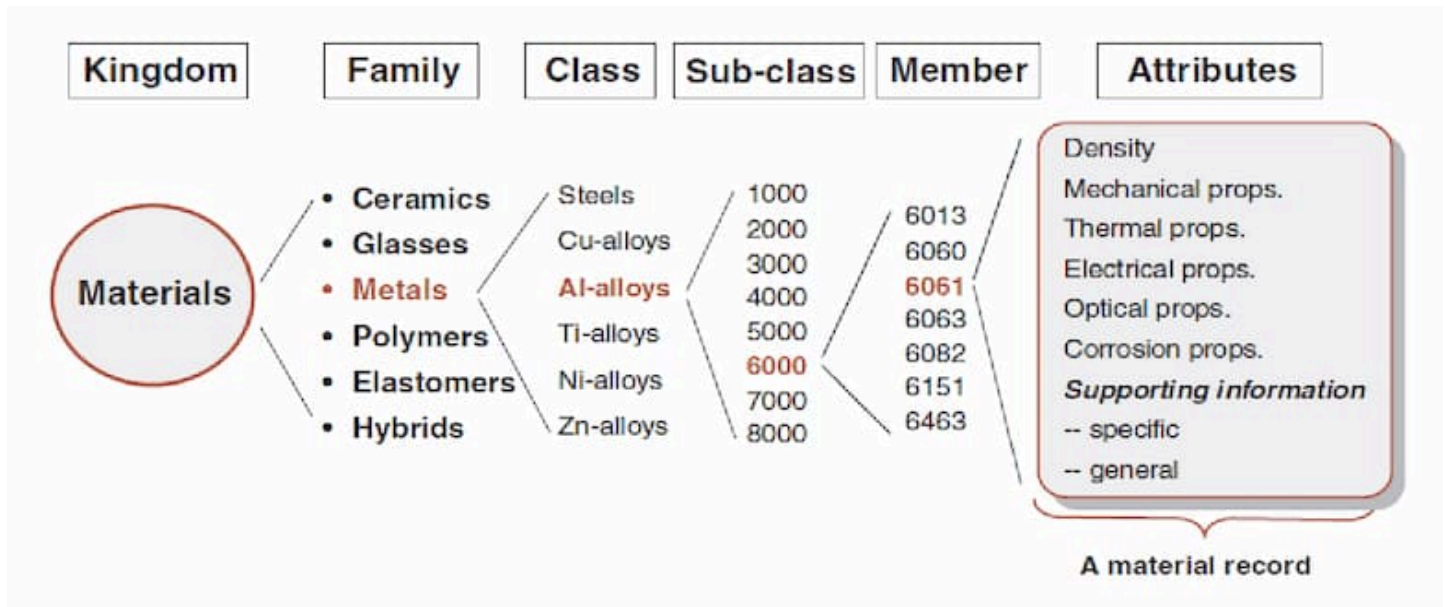 Kingdom
Family
Class
Sub-class
Member
Attributes
Materials
• Ceramics
• Glasses
• Metals
• Polymers
• Elastomers
• Hybrids
Steels
Cu-alloys
Al-alloys
Ti-alloys
Ni-alloys
Zn-alloys
1000
2000
3000
4000
5000
6000
7000
8000
6013
6060
6061
6063
6082
6151
6463
Density
Mechanical props.
Thermal props.
Electrical props.
Optical props.
Corrosion props.
Supporting information
-- specific
-- general
A material record